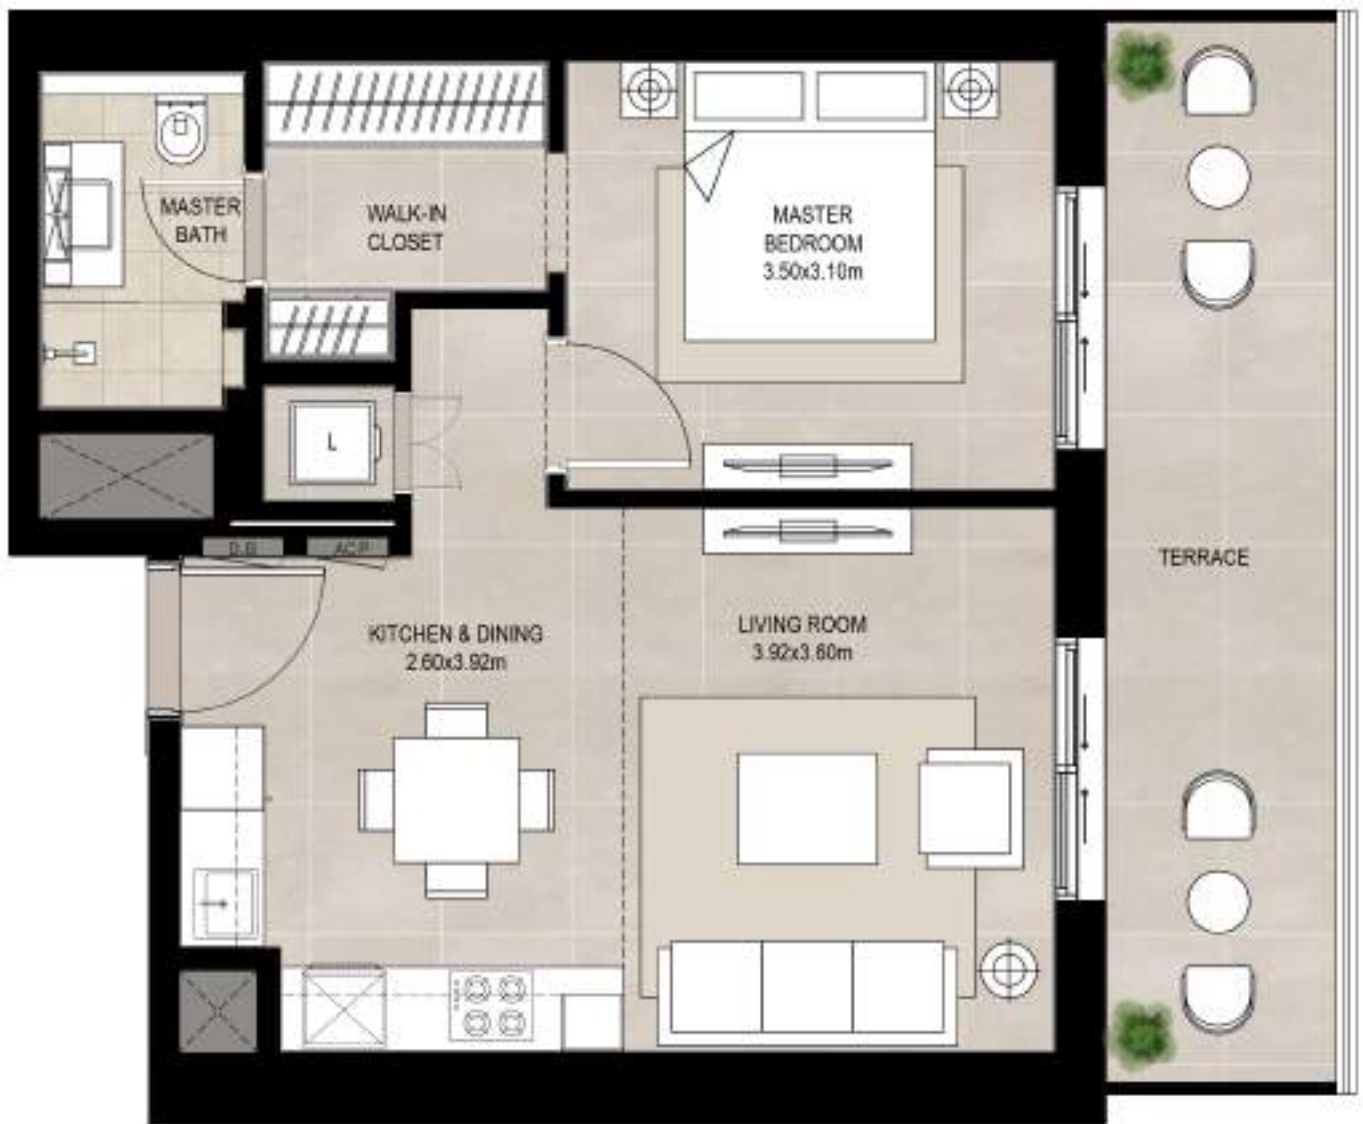 MASTER
BATH
WALK-IN
CLOSET
MASTER
BEDROOM
3.50x3.10m
L
D.B
ACP
TERRACE
KITCHEN & DINING
2.60x3.92m
LIVING ROOM
3.92x3.60m